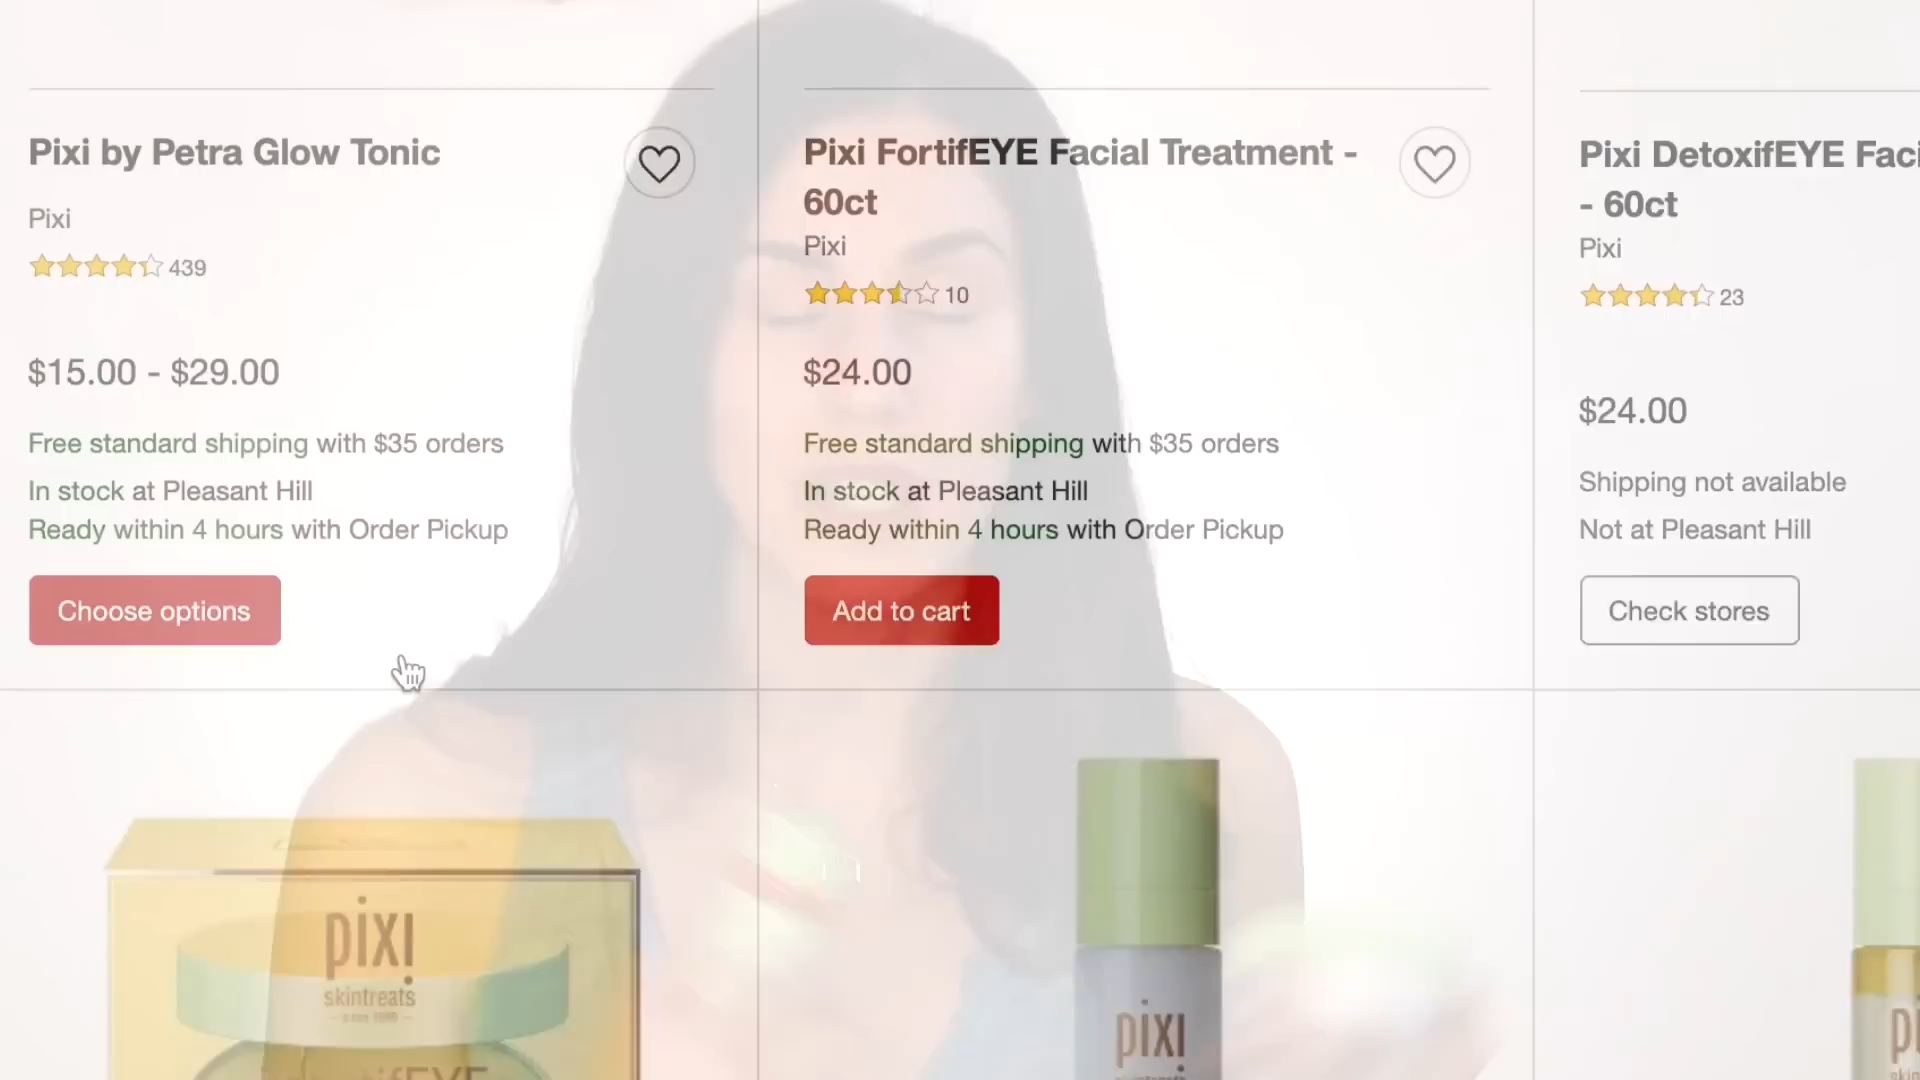 Pixi by Petra Glow Tonic
Pixi
439
$15.00 - $29.00
Free standard shipping with $35 orders
In stock at Pleasant Hill
Ready within 4 hours with Order Pickup
Choose options
Pixi FortifEYE Facial Treatment -
60ct
Pixi
10
$24.00
Free standard shipping with $35 orders
In stock at Pleasant Hill
Ready within 4 hours with Order Pickup
Add to cart
Pixi DetoxifEYE Faci
- 60ct
Pixi
23
$24.00
Shipping not available
Not at Pleasant Hill
Check stores
pixi
skintreats
pixi